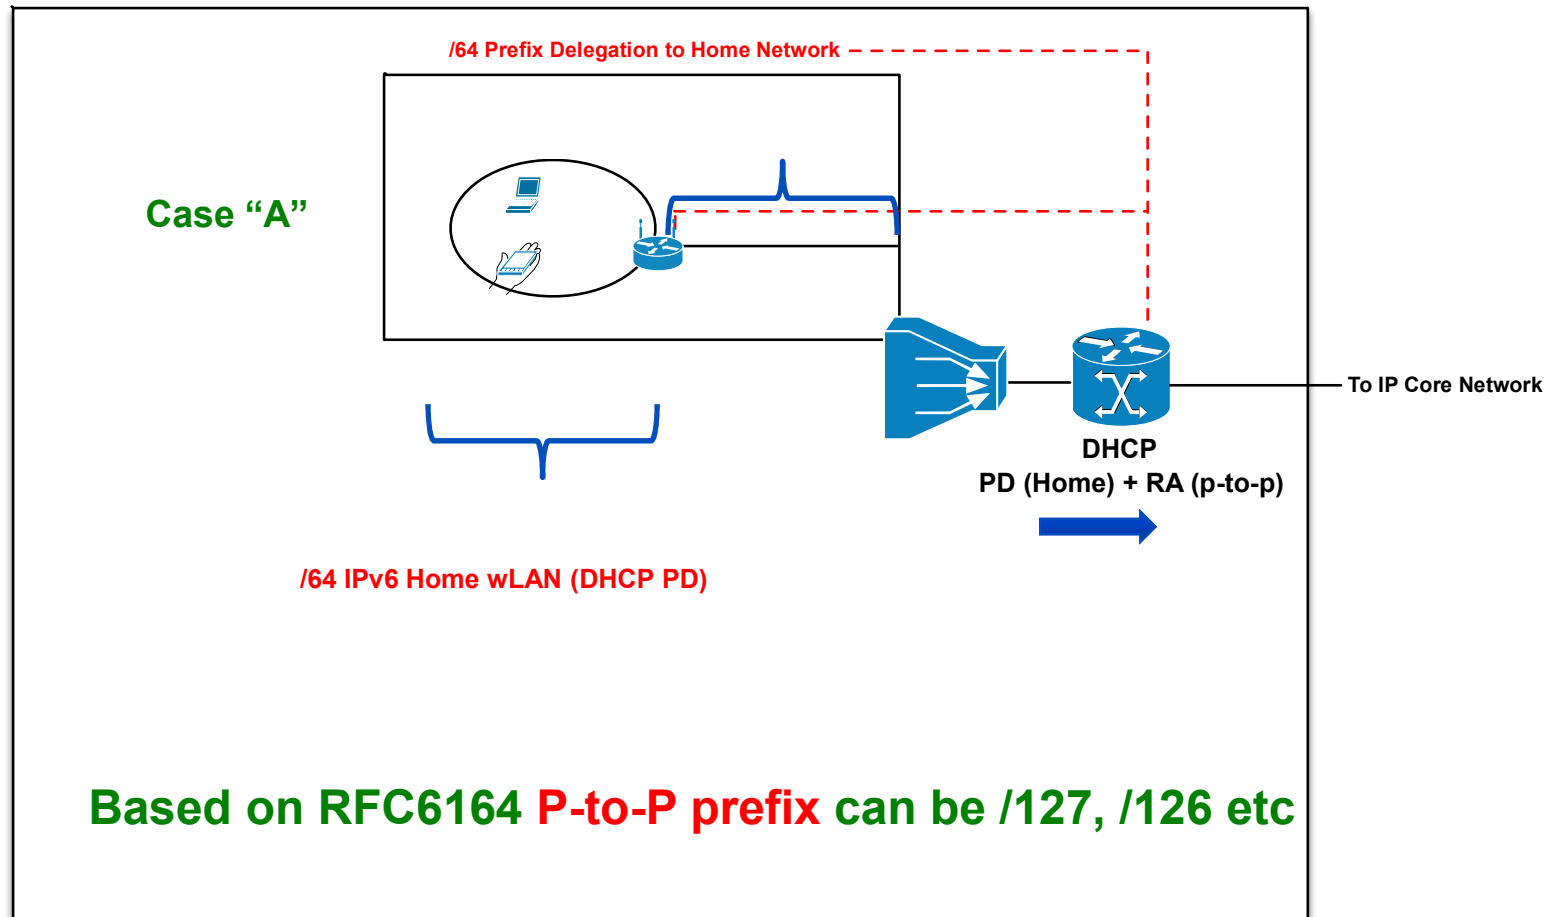 /64 Prefix Delegation to Home Network
Case “A”
To IP Core Network
DHCP
PD (Home) + RA (p-to-p)
/64 IPv6 Home wLAN (DHCP PD)
Based on RFC6164 P-to-P prefix can be /127, /126 etc